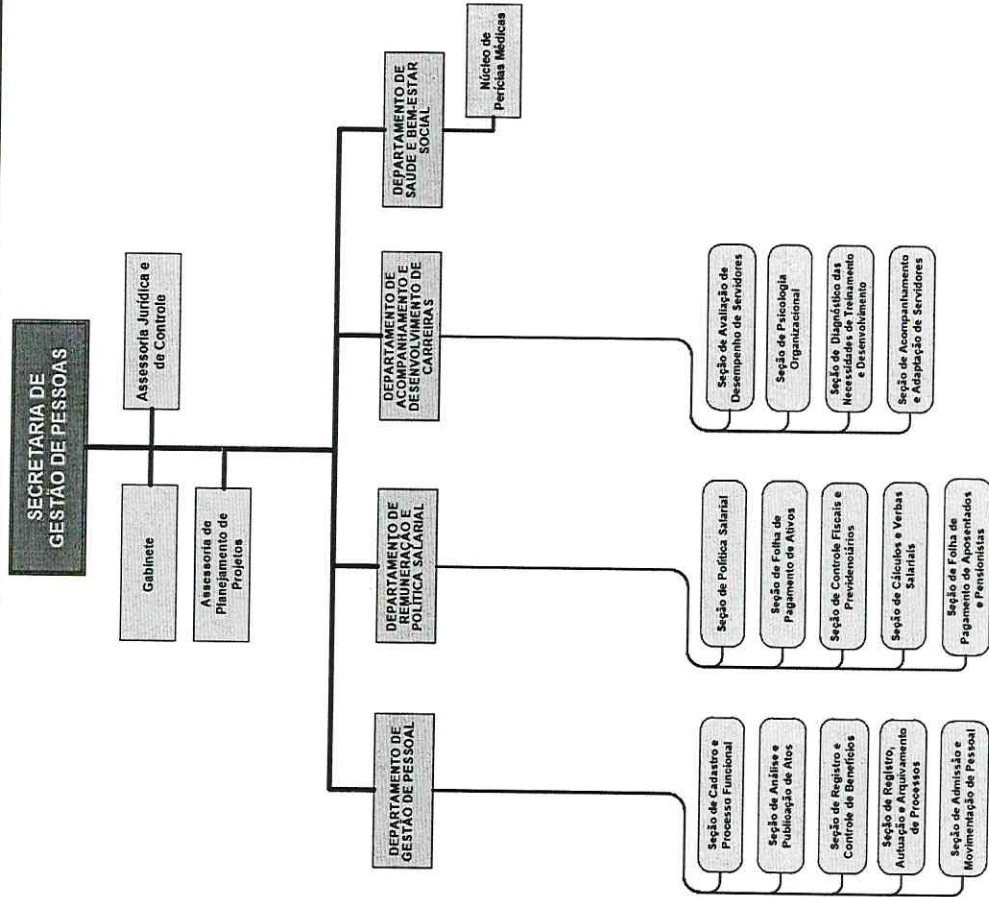 SECRETARIA DE
GESTÃO DE PESSOAS
Gabinete
Assessoria Jurídica e
de Controle
Assessoria de
Planejamento de
Projetos
DEPARTAMENTO DE
GESTÃO DE PESSOAL
Seção de Cadastro e
Processo Funcional
Seção de Análise e
Publicação de Atos
Seção de Registro e
Controle de Benefícios
Seção de Registro,
Autuação e Arquivamento
de Processos
Seção de Admissão e
Movimentação de Pessoal
DEPARTAMENTO DE
REMUNERAÇÃO E
POLÍTICA SALARIAL
Seção de Política Salarial
Seção de Folha de
Pagamento de Ativos
Seção de Controle Fiscais e
Previdenciários
Seção de Cálculos e Verbas
Salariais
Seção de Folha de
Pagamento de Aposentados
e Pensionistas
DEPARTAMENTO DE
ACOMPANHAMENTO E
DESENVOLVIMENTO DE
CARREIRAS
Seção de Avaliação de
Desempenho de Servidores
Seção de Psicologia
Organizacional
Seção de Diagnóstico das
Necessidades de Treinamento
e Desenvolvimento
Seção de Acompanhamento
e Adaptação de Servidores
DEPARTAMENTO DE
SAÚDE E BEM-ESTAR
SOCIAL
Núcleo de
Perícias Médicas